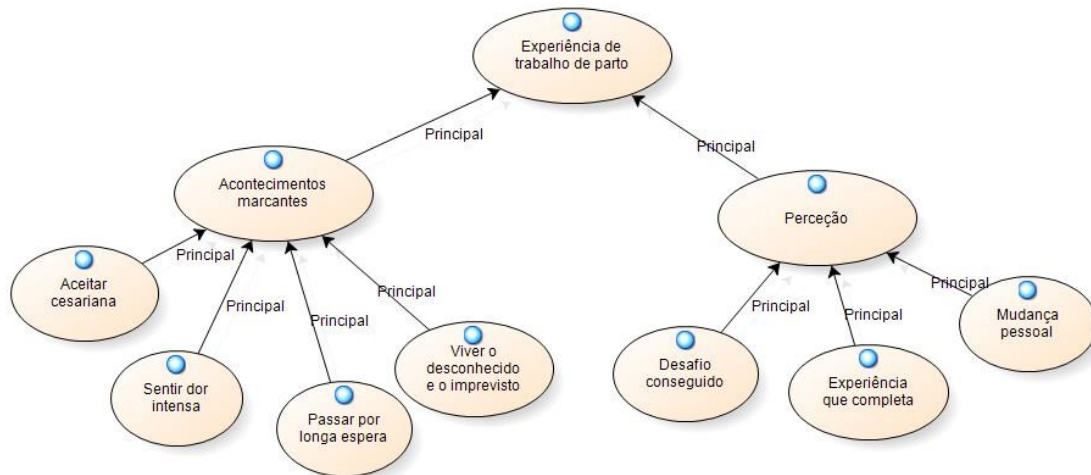 Experiência de
trabalho de parto
Principal
Principal
Acontecimentos
marcantes
Perceção
Principal
Principal
Principal
Principal
Principal
Principal
Principal
Aceitar
cesariana
Sentir dor
intensa
Passar por
longa espera
Viver o
desconhecido
e o imprevisto
Desafio
conseguido
Experiência
que completa
Mudança
pessoal